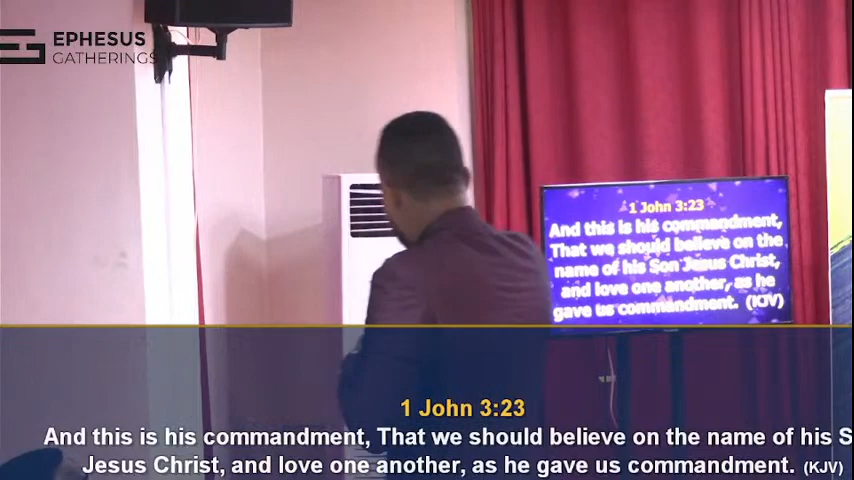 EPHESUS
GATHERINGS
1 John 3:23
And this is his commandment,
That we should believe on the
name of his Son Jesus Christ,
and love one another, as he
gave us commandment. (KJV)
1 John 3:23
And this is his commandment, That we should believe on the name of his S
Jesus Christ, and love one another, as he gave us commandment. (KJV)